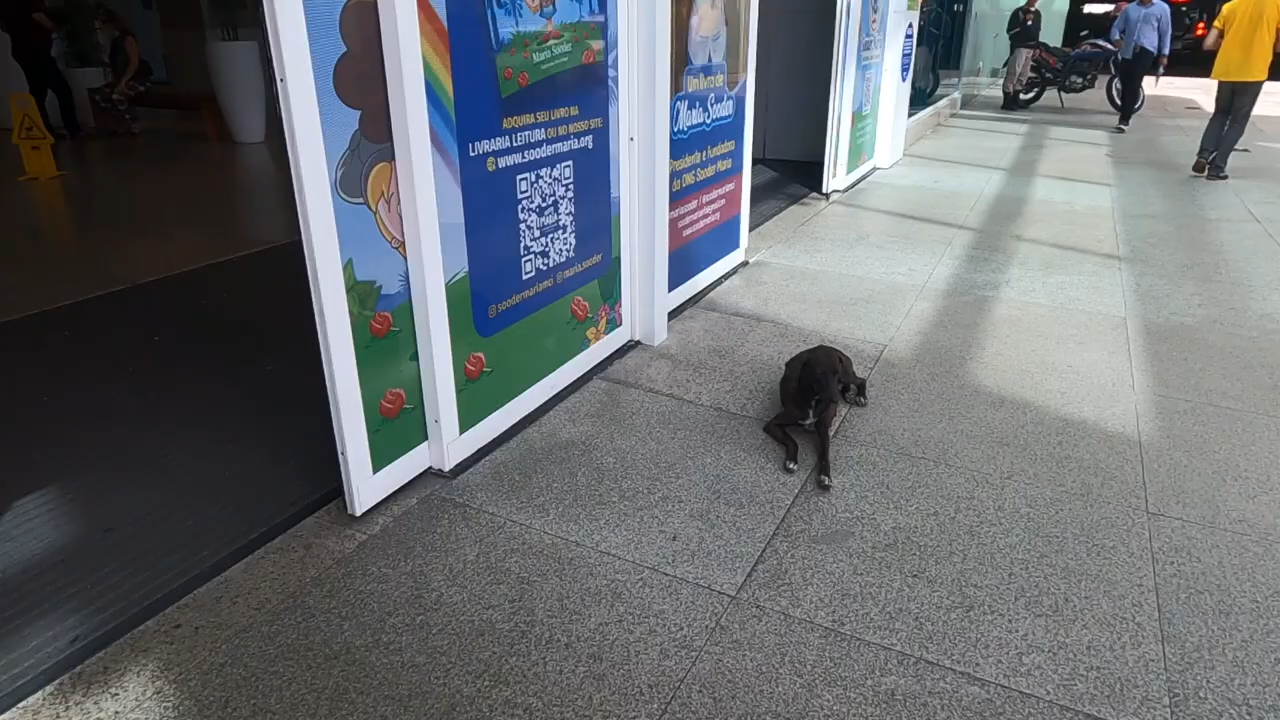 Maria Sooder
ADQUIRA SEU LIVRO NA
LIVRARIA LEITURA OU NO NOSSO SITE:
www.soodermaria.org
soodermariamci maria.sooder
Um livro de
Maria Sooder
Presidente e Fundadora
da ONG Sooder Maria